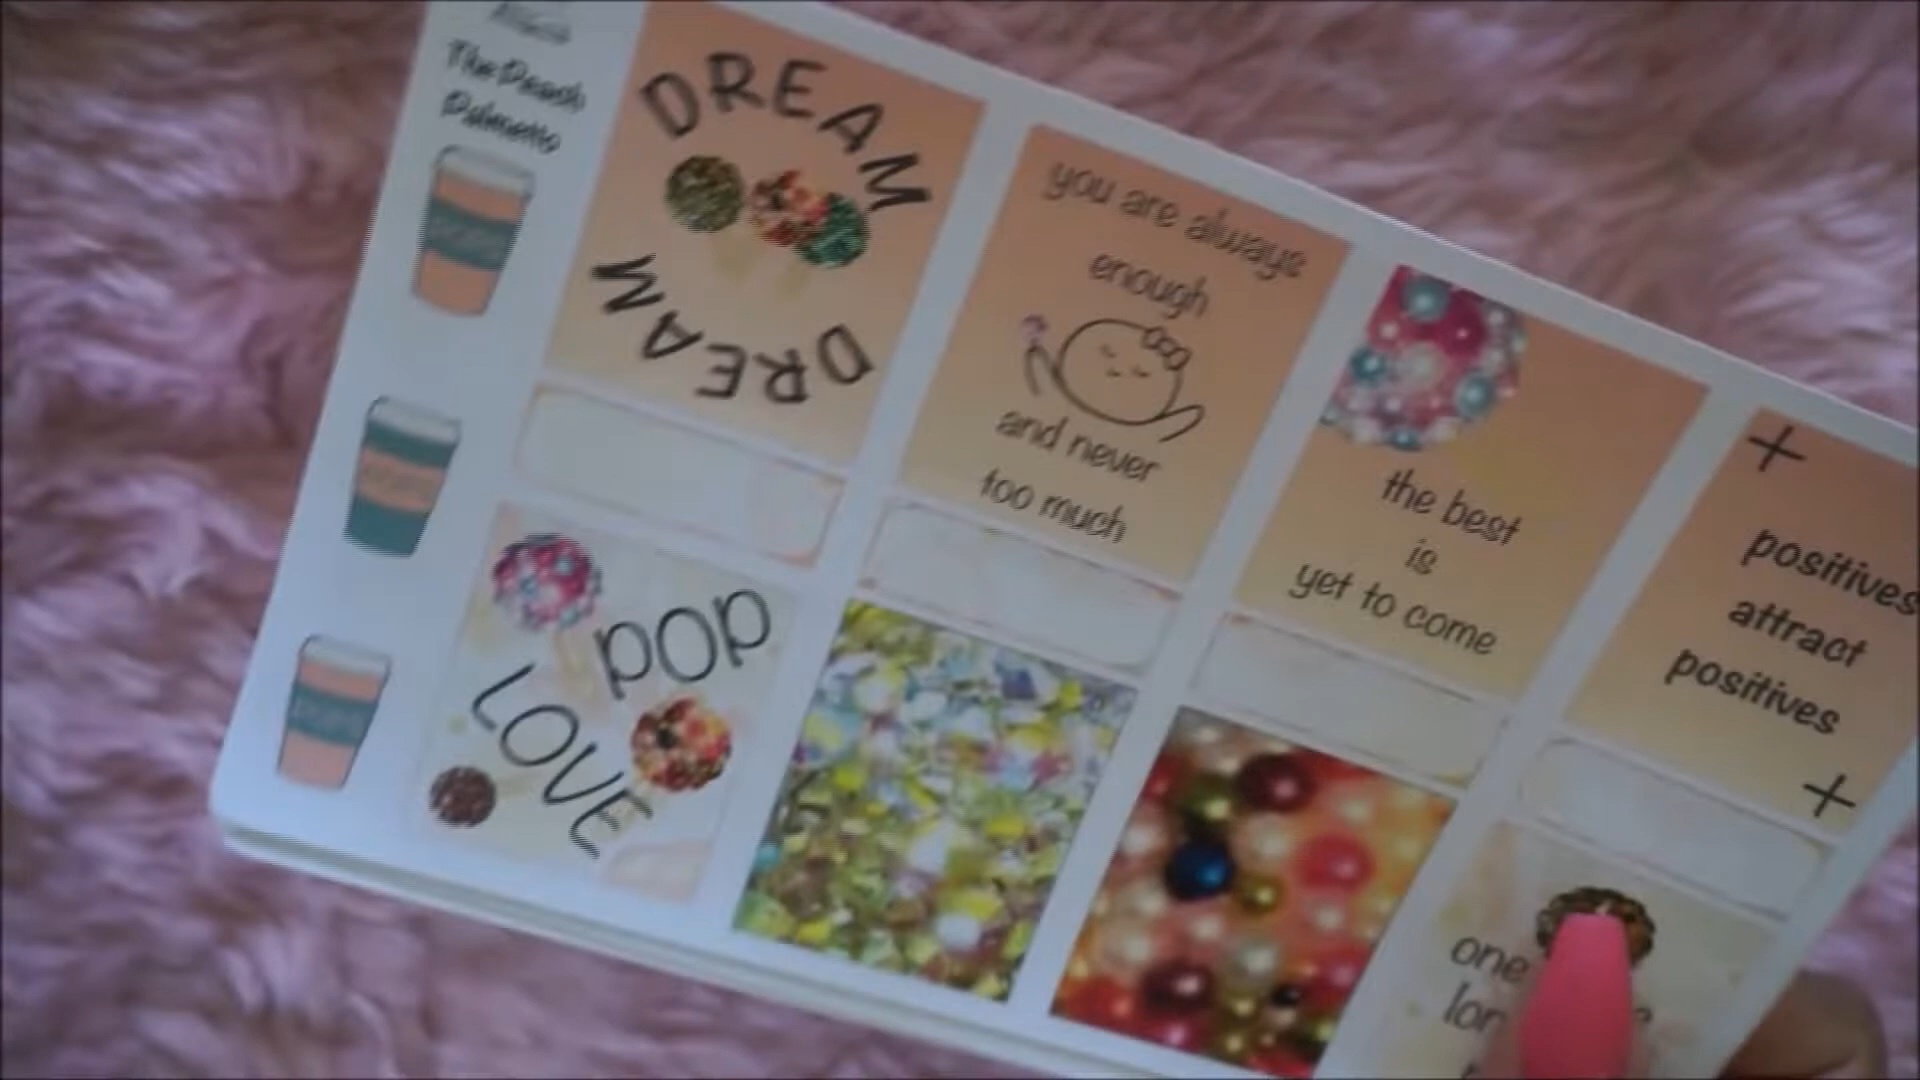 The Peach
Palmetto
DREAM
DREAM
you are always
enough
and never
too much
the best
is
yet to come
+
positives
attract
positives
+
POP
LOVE
one